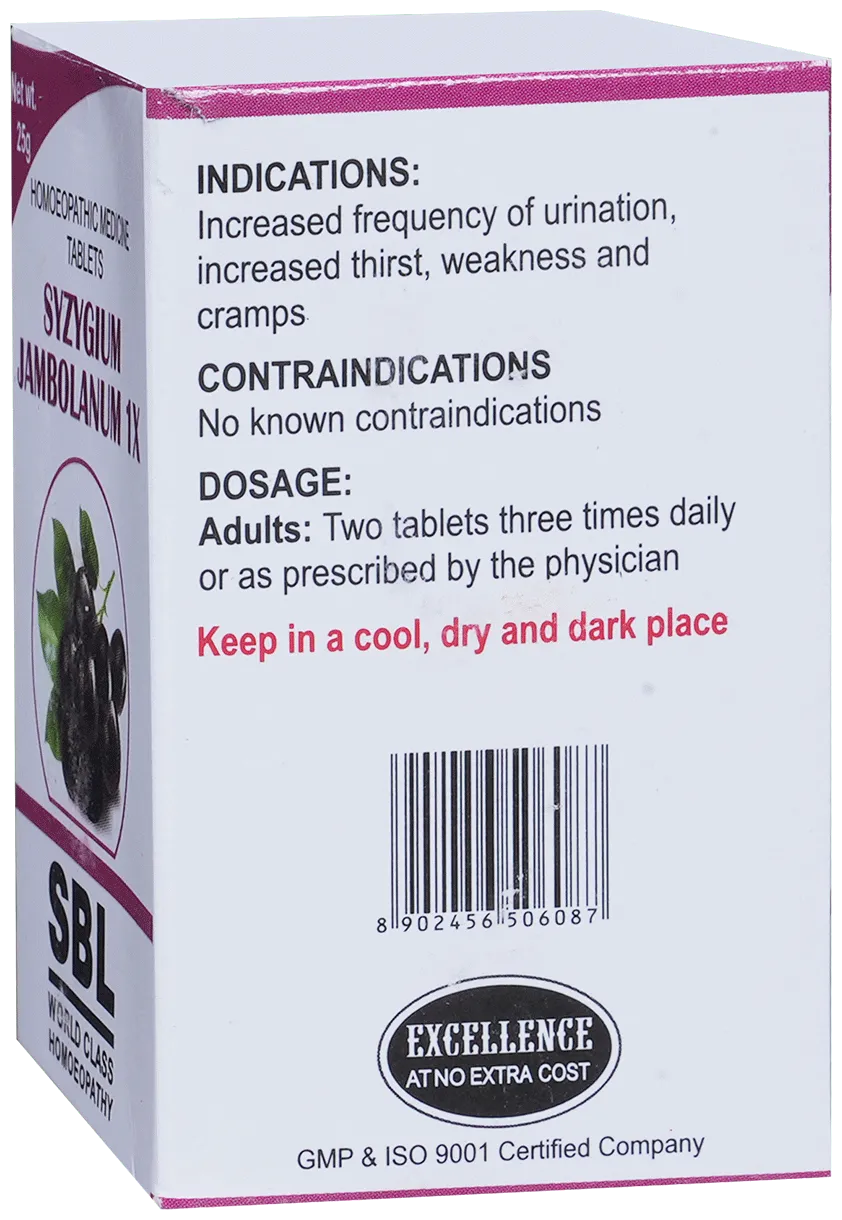 Net wt.
25g
HOMOEOPATHIC MEDICINE
TABLETS
SYZYGIUM
JAMBOLANUM 1X
SBL
WORLD CLASS
HOMOEOPATHY
INDICATIONS:
Increased frequency of urination,
increased thirst, weakness and
cramps
CONTRAINDICATIONS
No known contraindications
DOSAGE:
Adults: Two tablets three times daily
or as prescribed by the physician
Keep in a cool, dry and dark place
8 902456 506087
EXCELLENCE
AT NO EXTRA COST
GMP & ISO 9001 Certified Company